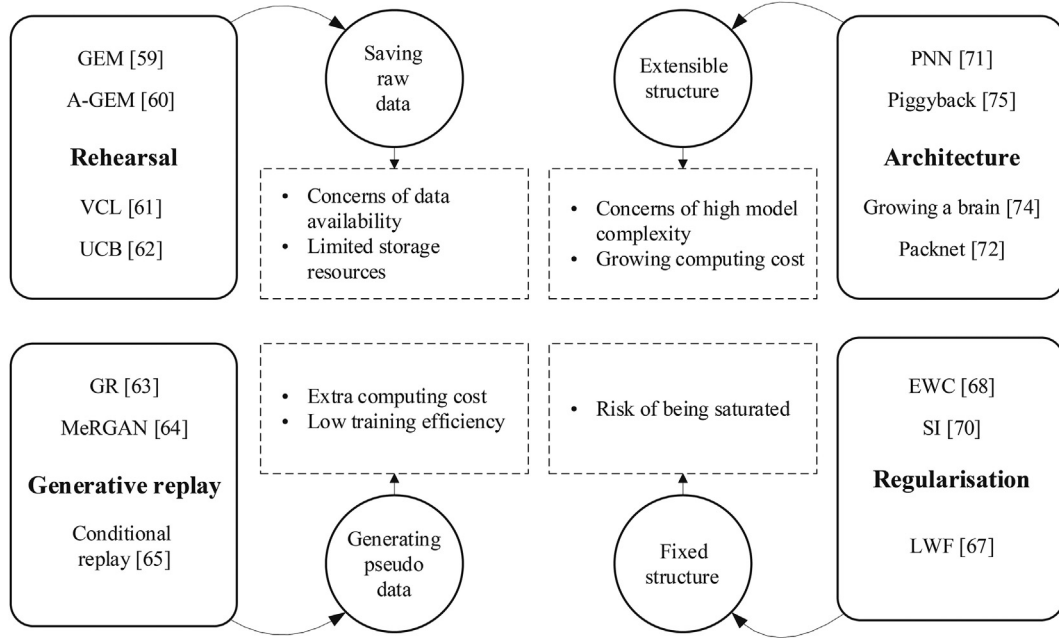 GEM [59]
A-GEM [60]
Rehearsal
VCL [61]
UCB [62]
Saving
raw
data
• Concerns of data
availability
• Limited storage
resources
Extensible
structure
• Concerns of high model
complexity
• Growing computing cost
PNN [71]
Piggyback [75]
Architecture
Growing a brain [74]
Packnet [72]
GR [63]
MeRGAN [64]
Generative replay
Conditional
replay [65]
• Extra computing cost
• Low training efficiency
Generating
pseudo
data
• Risk of being saturated
Fixed
structure
EWC [68]
SI [70]
Regularisation
LWF [67]